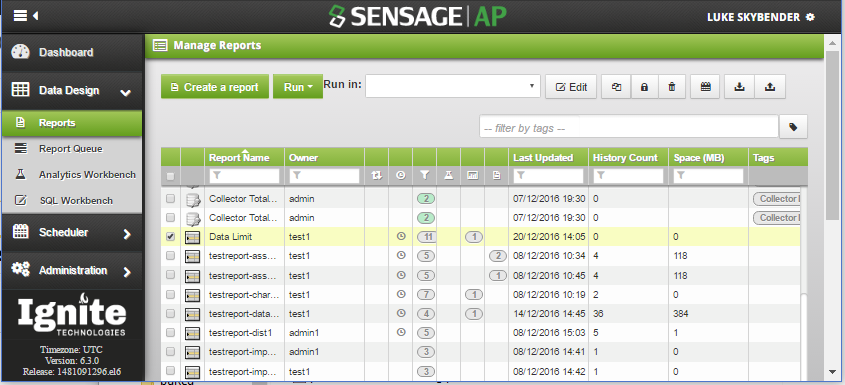 SENSAGE AP
LUKE SKYBENDER
Dashboard
Data Design
Reports
Report Queue
Analytics Workbench
SQL Workbench
Scheduler
Administration
Ignite
TECHNOLOGIES
Timezone: UTC
Version: 6.3.0
Release: 1481091296.el6
Manage Reports
Create a report Run Run in: Edit
-- filter by tags --
Report Name Owner Last Updated History Count Space (MB) Tags
Collector Total... admin 2 07/12/2016 19:30 0 Collector
Collector Total... admin 2 07/12/2016 19:30 0 Collector
Data Limit test1 11 1 20/12/2016 14:05 0 0
testreport-ass... test1 5 2 08/12/2016 10:34 4 118
testreport-ass... test1 5 1 08/12/2016 10:45 4 118
testreport-char... test1 7 1 08/12/2016 10:19 2 0
testreport-data... test1 4 1 14/12/2016 14:45 36 384
testreport-dist1 admin1 5 08/12/2016 15:03 5 1
testreport-imp... test1 3 08/12/2016 14:41 1 0
testreport-imp... test1 3 08/12/2016 14:42 1 0